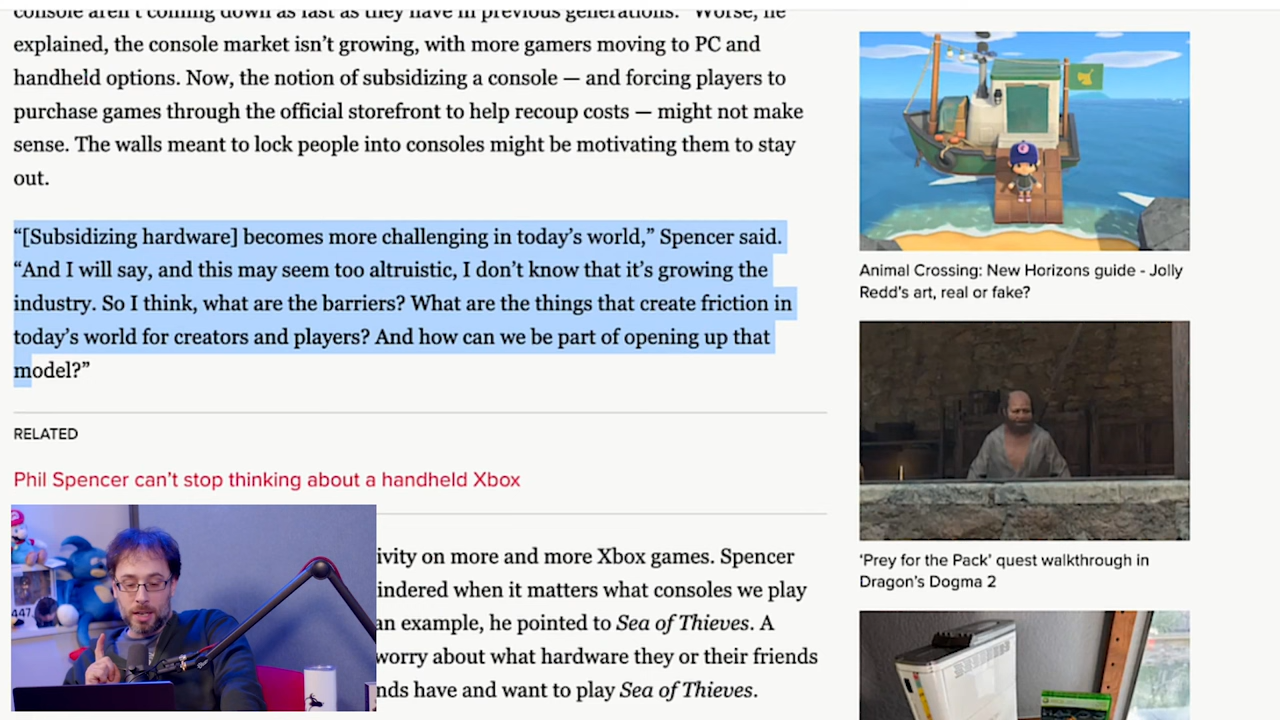 console aren't coming down as fast as they have in previous generations." Worse, he
explained, the console market isn't growing, with more gamers moving to PC and
handheld options. Now, the notion of subsidizing a console — and forcing players to
purchase games through the official storefront to help recoup costs — might not make
sense. The walls meant to lock people into consoles might be motivating them to stay
out.
“[Subsidizing hardware] becomes more challenging in today’s world,” Spencer said.
“And I will say, and this may seem too altruistic, I don’t know that it’s growing the
industry. So I think, what are the barriers? What are the things that create friction in
today’s world for creators and players? And how can we be part of opening up that
model?”
RELATED
Phil Spencer can’t stop thinking about a handheld Xbox
ivity on more and more Xbox games. Spencer
indered when it matters what consoles we play
an example, he pointed to Sea of Thieves. A
worry about what hardware they or their friends
nds have and want to play Sea of Thieves.
447
Animal Crossing: New Horizons guide - Jolly
Redd’s art, real or fake?
‘Prey for the Pack’ quest walkthrough in
Dragon’s Dogma 2